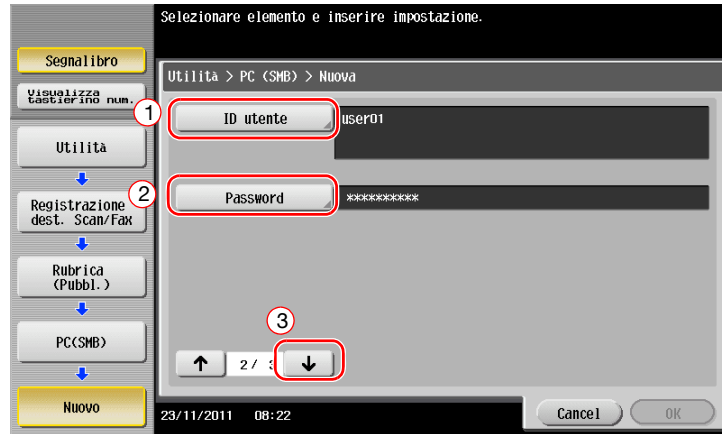 Selezionare elemento e inserire impostazione.
Segnalibro
Visualizza
tastierino num.
Utilità
Registrazione
dest. Scan/Fax
Rubrica
(Pubbl.)
PC(SMB)
Nuovo
Utilità > PC (SMB) > Nuova
1
ID utente
user01
2
Password
**********
3
↑ 2/ 3 ↓
23/11/2011 08:22
Cancel
OK